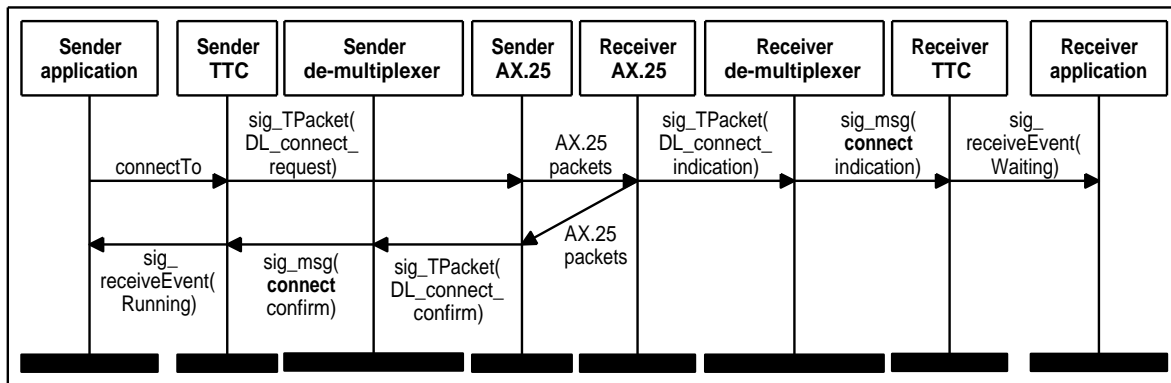 Sender
application
Sender
TTC
Sender
de-multiplexer
Sender
AX.25
Receiver
AX.25
Receiver
de-multiplexer
Receiver
TTC
Receiver
application
connectTo
sig_TPacket(
DL_connect_
request)
AX.25
packets
sig_TPacket(
DL_connect_
indication)
sig_msg(
connect
indication)
sig_
receiveEvent(
Waiting)
sig_
receiveEvent(
Running)
sig_msg(
connect
confirm)
sig_TPacket(
DL_connect_
confirm)
AX.25
packets